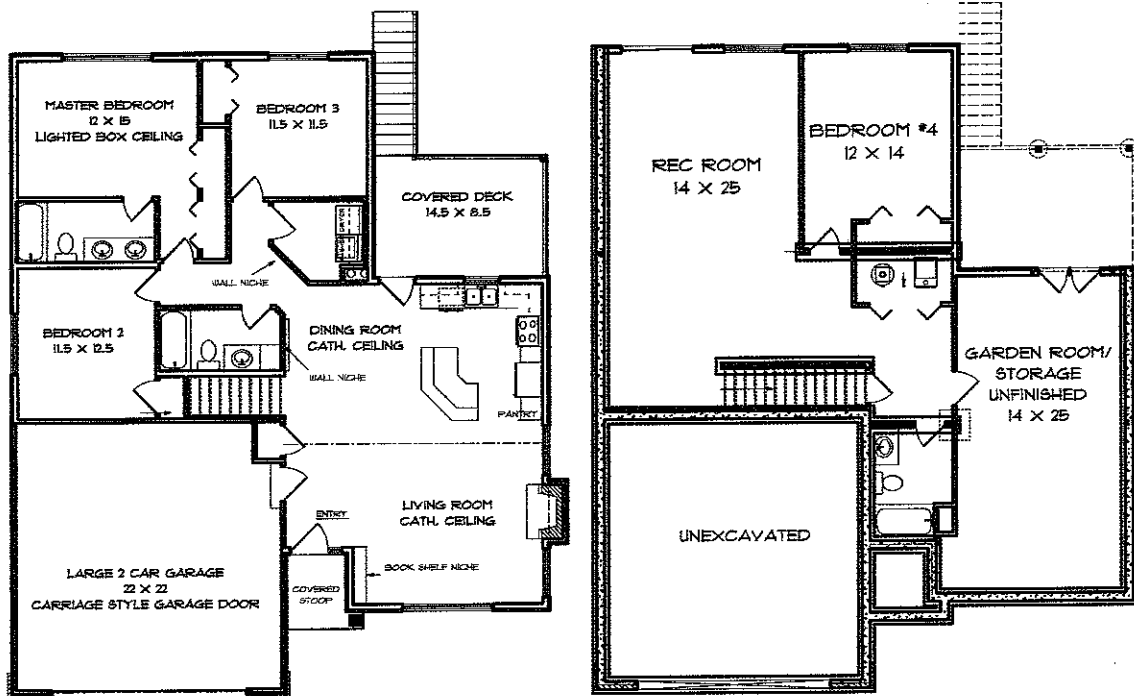 MASTER BEDROOM
12 X 15
LIGHTED BOX CEILING
BEDROOM 3
11.5 X 11.5
COVERED DECK
14.5 X 8.5
DRYER
WALL NICHE
BEDROOM 2
11.5 X 12.5
DINING ROOM
CATH. CEILING
WALL NICHE
PANTRY
LIVING ROOM
CATH. CEILING
ENTRY
BOOK SHELF NICHE
COVERED
STOOP
LARGE 2 CAR GARAGE
22 X 22
CARRIAGE STYLE GARAGE DOOR
REC ROOM
14 X 25
BEDROOM #4
12 X 14
GARDEN ROOM/
STORAGE
UNFINISHED
14 X 25
UNEXCAVATED